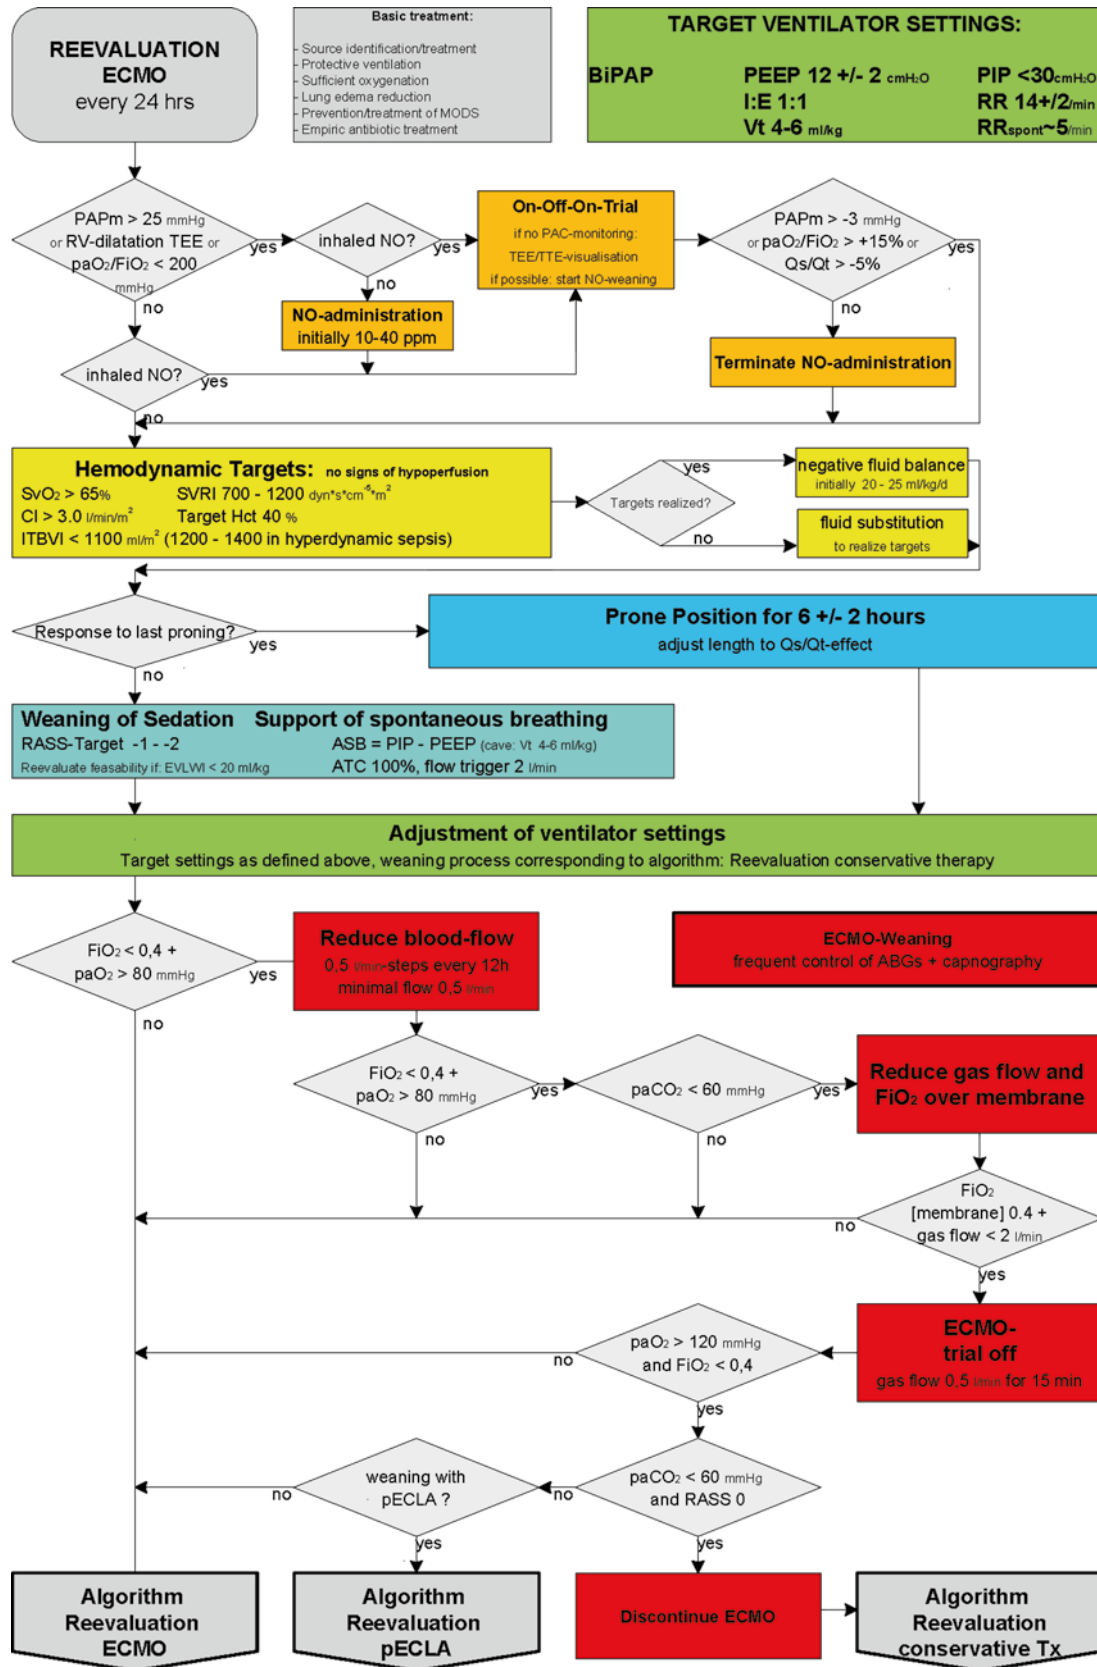 REEVALUATION
ECMO
every 24 hrs
Basic treatment:
- Source identification/treatment
- Protective ventilation
- Sufficient oxygenation
- Lung edema reduction
- Prevention/treatment of MODS
- Empiric antibiotic treatment
TARGET VENTILATOR SETTINGS:
BiPAP PEEP 12 +/- 2 cmH₂O PIP <30cmH₂O
I:E 1:1 RR 14+/2/min
Vt 4-6 ml/kg RRspont~5/min
PAPm > 25 mmHg
or RV-dilatation TEE or
paO₂/FiO₂ < 200
mmHg
yes
no
inhaled NO?
yes
no
On-Off-On-Trial
if no PAC-monitoring:
TEE/TTE-visualisation
if possible: start NO-weaning
PAPm > -3 mmHg
or paO₂/FiO₂ > +15% or
Qs/Qt > -5%
yes
no
NO-administration
initially 10-40 ppm
Terminate NO-administration
inhaled NO?
yes
no
Hemodynamic Targets: no signs of hypoperfusion
SvO₂ > 65% SVRI 700 - 1200 dyn*s*cm⁻⁵*m²
CI > 3.0 l/min/m² Target Hct 40 %
ITBVI < 1100 ml/m² (1200 - 1400 in hyperdynamic sepsis)
Targets realized?
yes
no
negative fluid balance
initially 20 - 25 ml/kg/d
fluid substitution
to realize targets
Response to last proning?
yes
no
Prone Position for 6 +/- 2 hours
adjust length to Qs/Qt-effect
Weaning of Sedation Support of spontaneous breathing
RASS-Target -1 - -2 ASB = PIP - PEEP (cave: Vt 4-6 ml/kg)
Reevaluate feasability if: EVLWI < 20 ml/kg ATC 100%, flow trigger 2 l/min
Adjustment of ventilator settings
Target settings as defined above, weaning process corresponding to algorithm: Reevaluation conservative therapy
FiO₂ < 0,4 +
paO₂ > 80 mmHg
yes
no
Reduce blood-flow
0,5 l/min-steps every 12h
minimal flow 0,5 l/min
ECMO-Weaning
frequent control of ABGs + capnography
FiO₂ < 0,4 +
paO₂ > 80 mmHg
yes
no
paCO₂ < 60 mmHg
yes
no
Reduce gas flow and
FiO₂ over membrane
FiO₂
[membrane] 0.4 +
gas flow < 2 l/min
no
yes
ECMO-
trial off
gas flow 0,5 l/min for 15 min
paO₂ > 120 mmHg
and FiO₂ < 0,4
no
yes
paCO₂ < 60 mmHg
and RASS 0
no
yes
weaning with
pECLA ?
no
yes
Algorithm
Reevaluation
ECMO
Algorithm
Reevaluation
pECLA
Discontinue ECMO
Algorithm
Reevaluation
conservative Tx